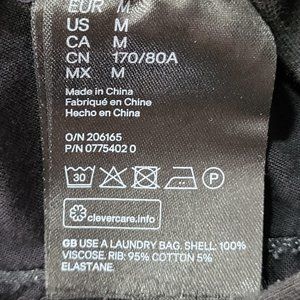 EUR M
US M
CA M
CN 170/80A
MX M
Made in China
Fabriqué en Chine
Hecho en China
O/N 206165
P/N 0775402 0
30 P
clevercare.info
GB USE A LAUNDRY BAG. SHELL: 100%
VISCOSE. RIB: 95% COTTON 5%
ELASTANE.